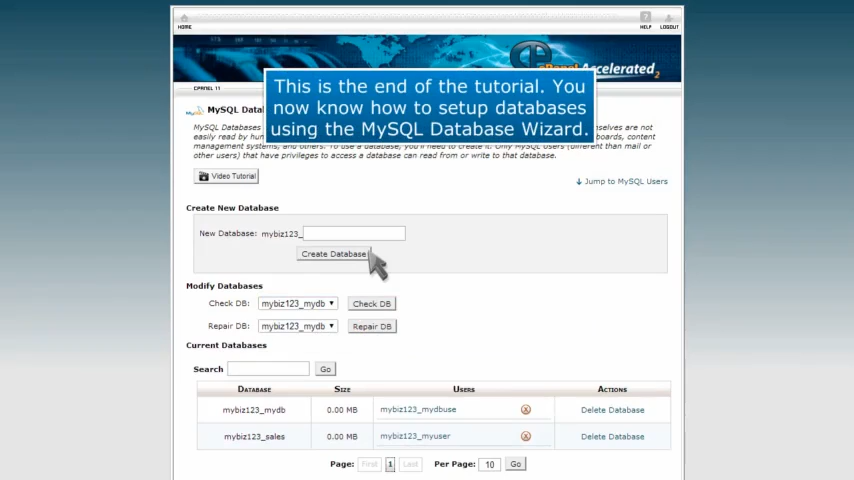 HOME
HELP
LOGOUT
Accelerated2
CPANEL 11
This is the end of the tutorial. You
now know how to setup databases
using the MySQL Database Wizard.
MySQL
MySQL Databases
selves are not
easily read by
boards, content
management systems, and others. To use a database, you'll need to create it. Only MySQL Users (different than mail or
other users) that have privileges to access a database can read from or write to that database.
Video Tutorial
Jump to MySQL Users
Create New Database
New Database: mybiz123_
Create Database
Modify Databases
Check DB: mybiz123_mydb Check DB
Repair DB: mybiz123_mydb Repair DB
Current Databases
Search Go
DATABASE SIZE USERS ACTIONS
mybiz123_mydb 0.00 MB mybiz123_mydbuse Delete Database
mybiz123_sales 0.00 MB mybiz123_myuser Delete Database
Page: First 1 Last Per Page: 10 Go